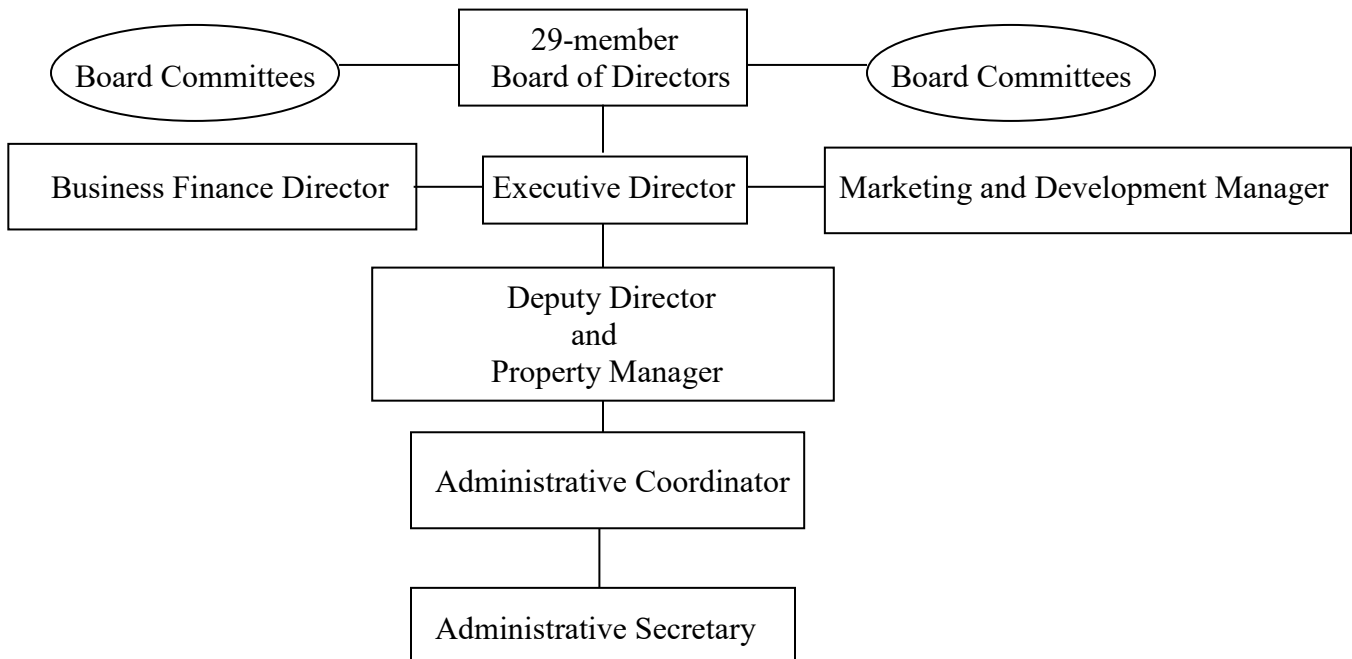 29-member
Board of Directors
Board Committees
Board Committees
Business Finance Director
Executive Director
Marketing and Development Manager
Deputy Director
and
Property Manager
Administrative Coordinator
Administrative Secretary